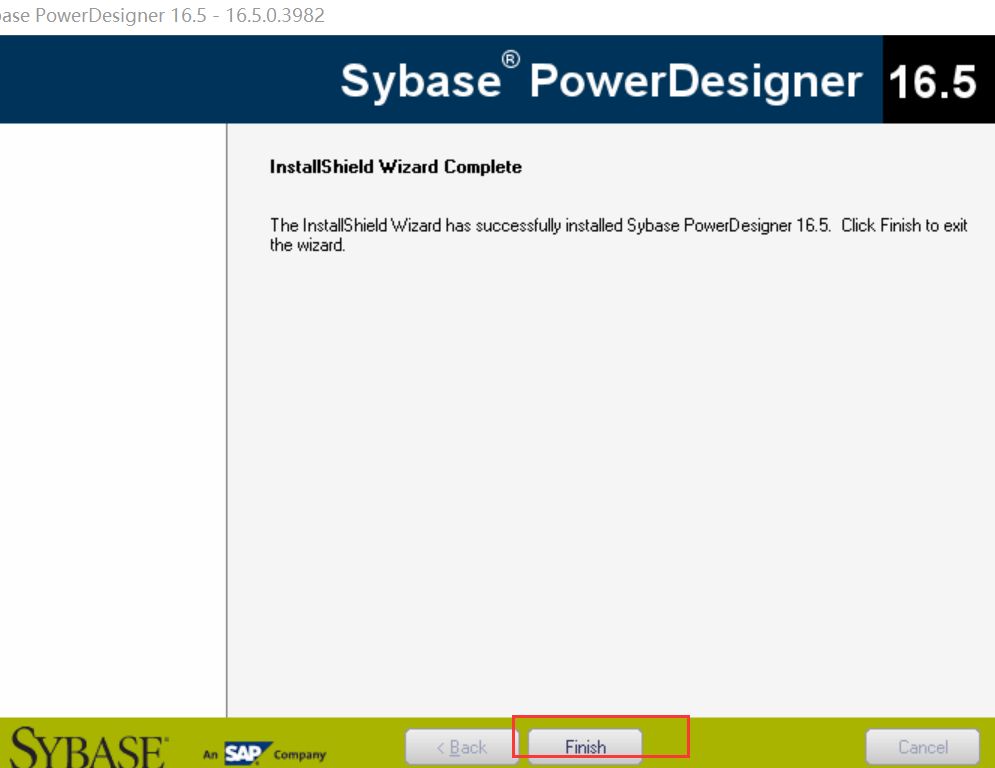 ase PowerDesigner 16.5 - 16.5.0.3982
Sybase® PowerDesigner 16.5
InstallShield Wizard Complete
The InstallShield Wizard has successfully installed Sybase PowerDesigner 16.5. Click Finish to exit
the wizard.
SYBASE® An SAP Company < Back Finish Cancel